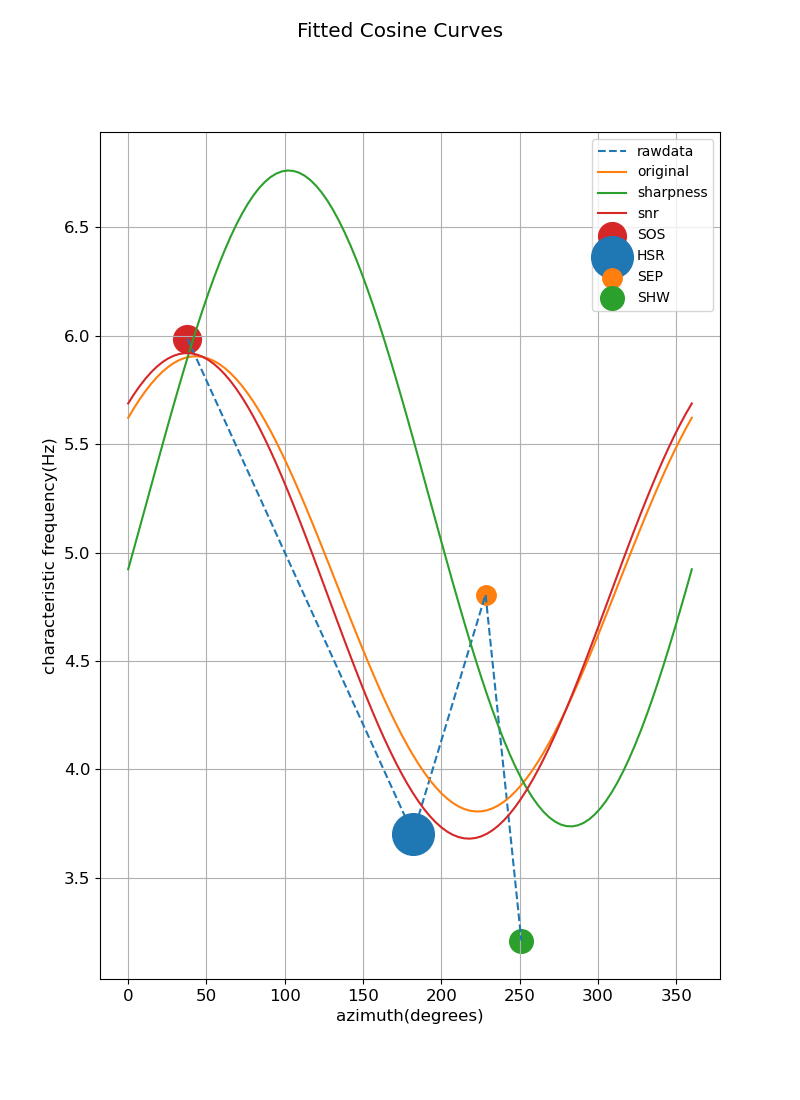 Fitted Cosine Curves
rawdata
original
sharpness
snr
SOS
HSR
SEP
SHW
characteristic frequency(Hz)
6.5
6.0
5.5
5.0
4.5
4.0
3.5
0 50 100 150 200 250 300 350
azimuth(degrees)